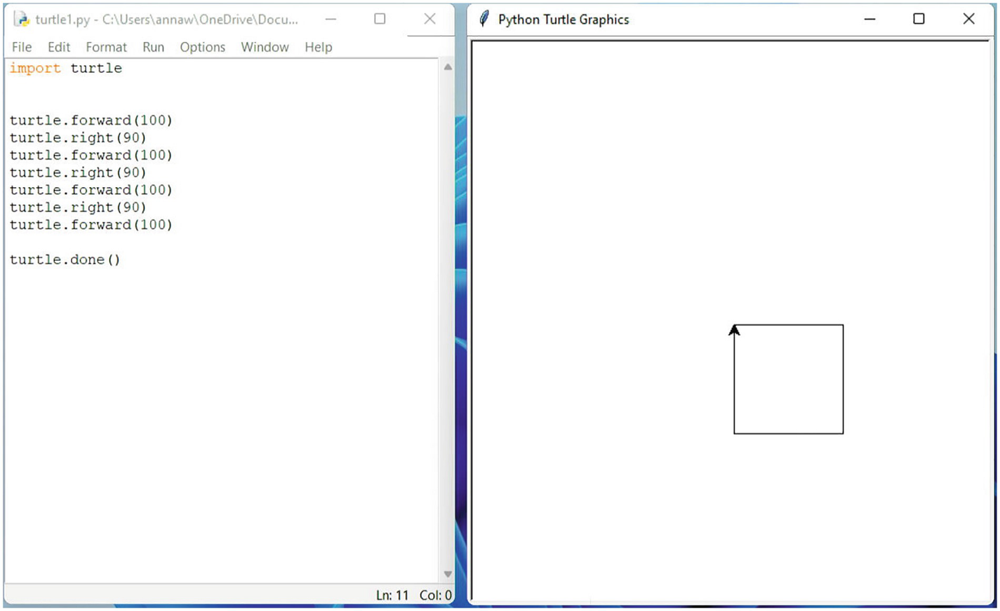 turtle1.py - C:\Users\annaw\OneDrive\Docu...
File Edit Format Run Options Window Help
import turtle
turtle.forward(100)
turtle.right(90)
turtle.forward(100)
turtle.right(90)
turtle.forward(100)
turtle.right(90)
turtle.forward(100)
turtle.done()
Ln: 11 Col: 0
Python Turtle Graphics